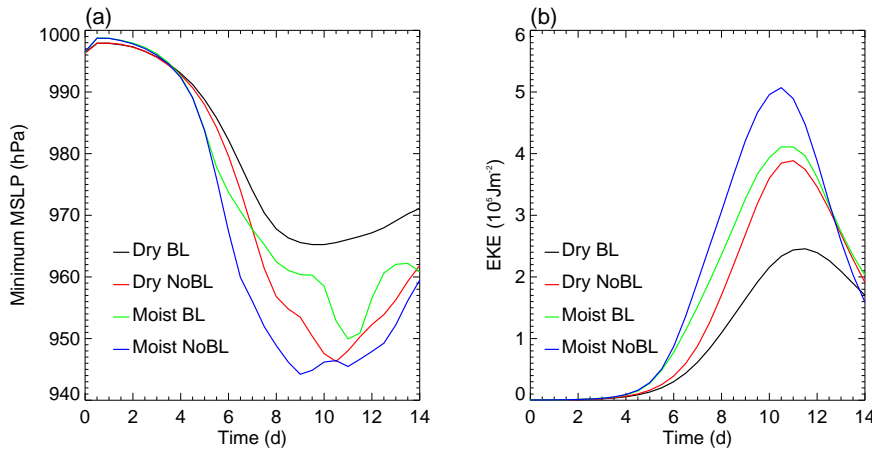 (a)
1000
990
980
970
960
950
940
Minimum MSLP (hPa)
Dry BL
Dry NoBL
Moist BL
Moist NoBL
0 2 4 6 8 10 12 14
Time (d)
(b)
6
5
4
3
2
1
0
EKE (10⁵Jm⁻²)
Dry BL
Dry NoBL
Moist BL
Moist NoBL
0 2 4 6 8 10 12 14
Time (d)